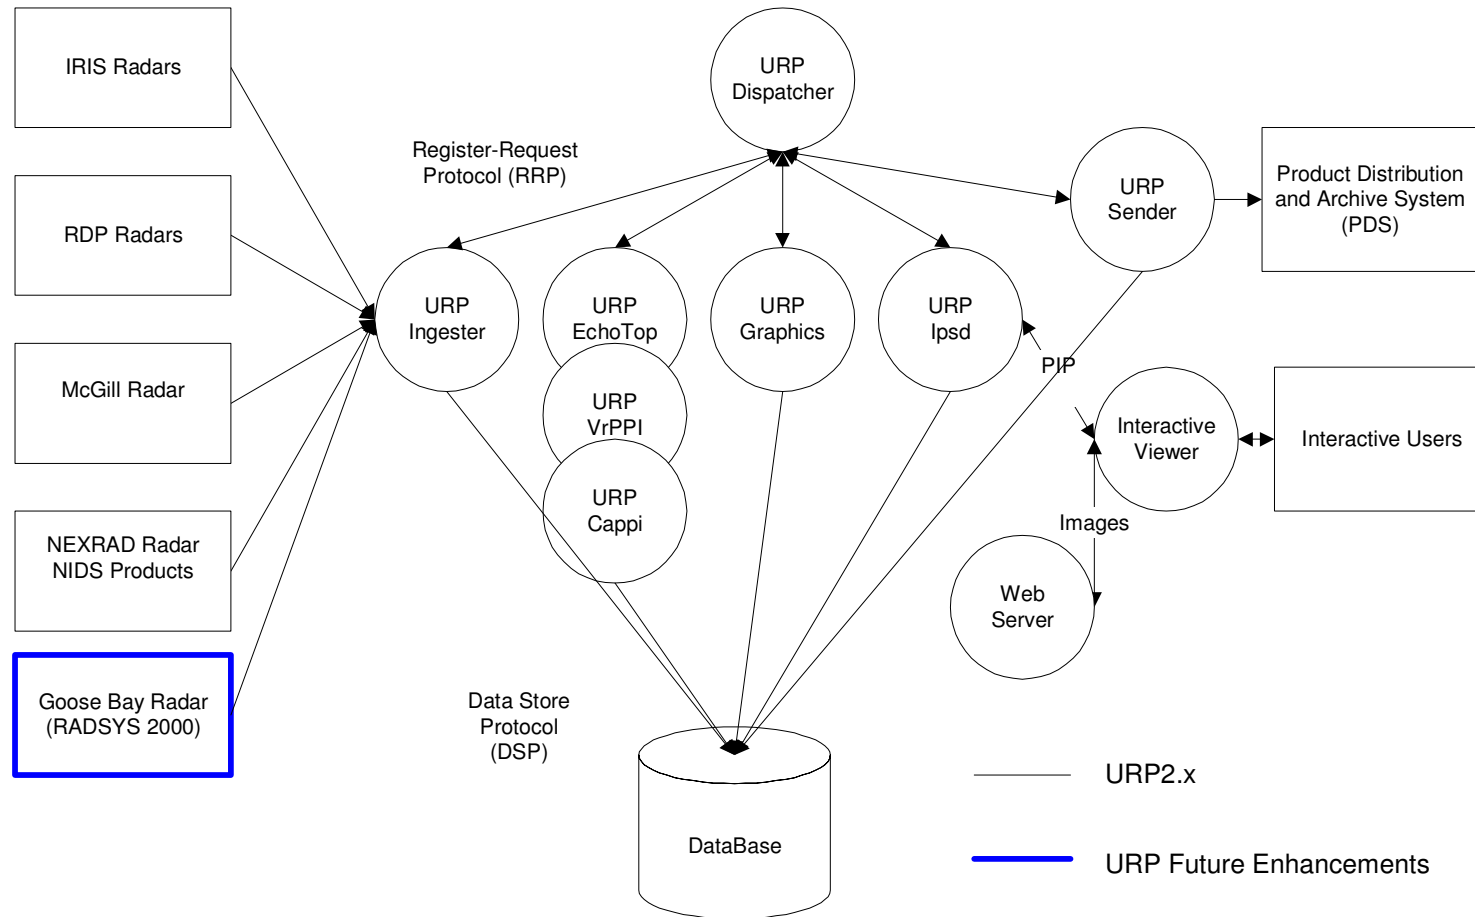 IRIS Radars
RDP Radars
McGill Radar
NEXRAD Radar
NIDS Products
Goose Bay Radar
(RADSYS 2000)
Register-Request
Protocol (RRP)
URP
Dispatcher
URP
Ingester
URP
EchoTop
URP
VrPPI
URP
Cappi
URP
Graphics
URP
Ipsd
URP
Sender
Product Distribution
and Archive System
(PDS)
PIP
Interactive
Viewer
Interactive Users
Images
Web
Server
Data Store
Protocol
(DSP)
DataBase
URP2.x
URP Future Enhancements